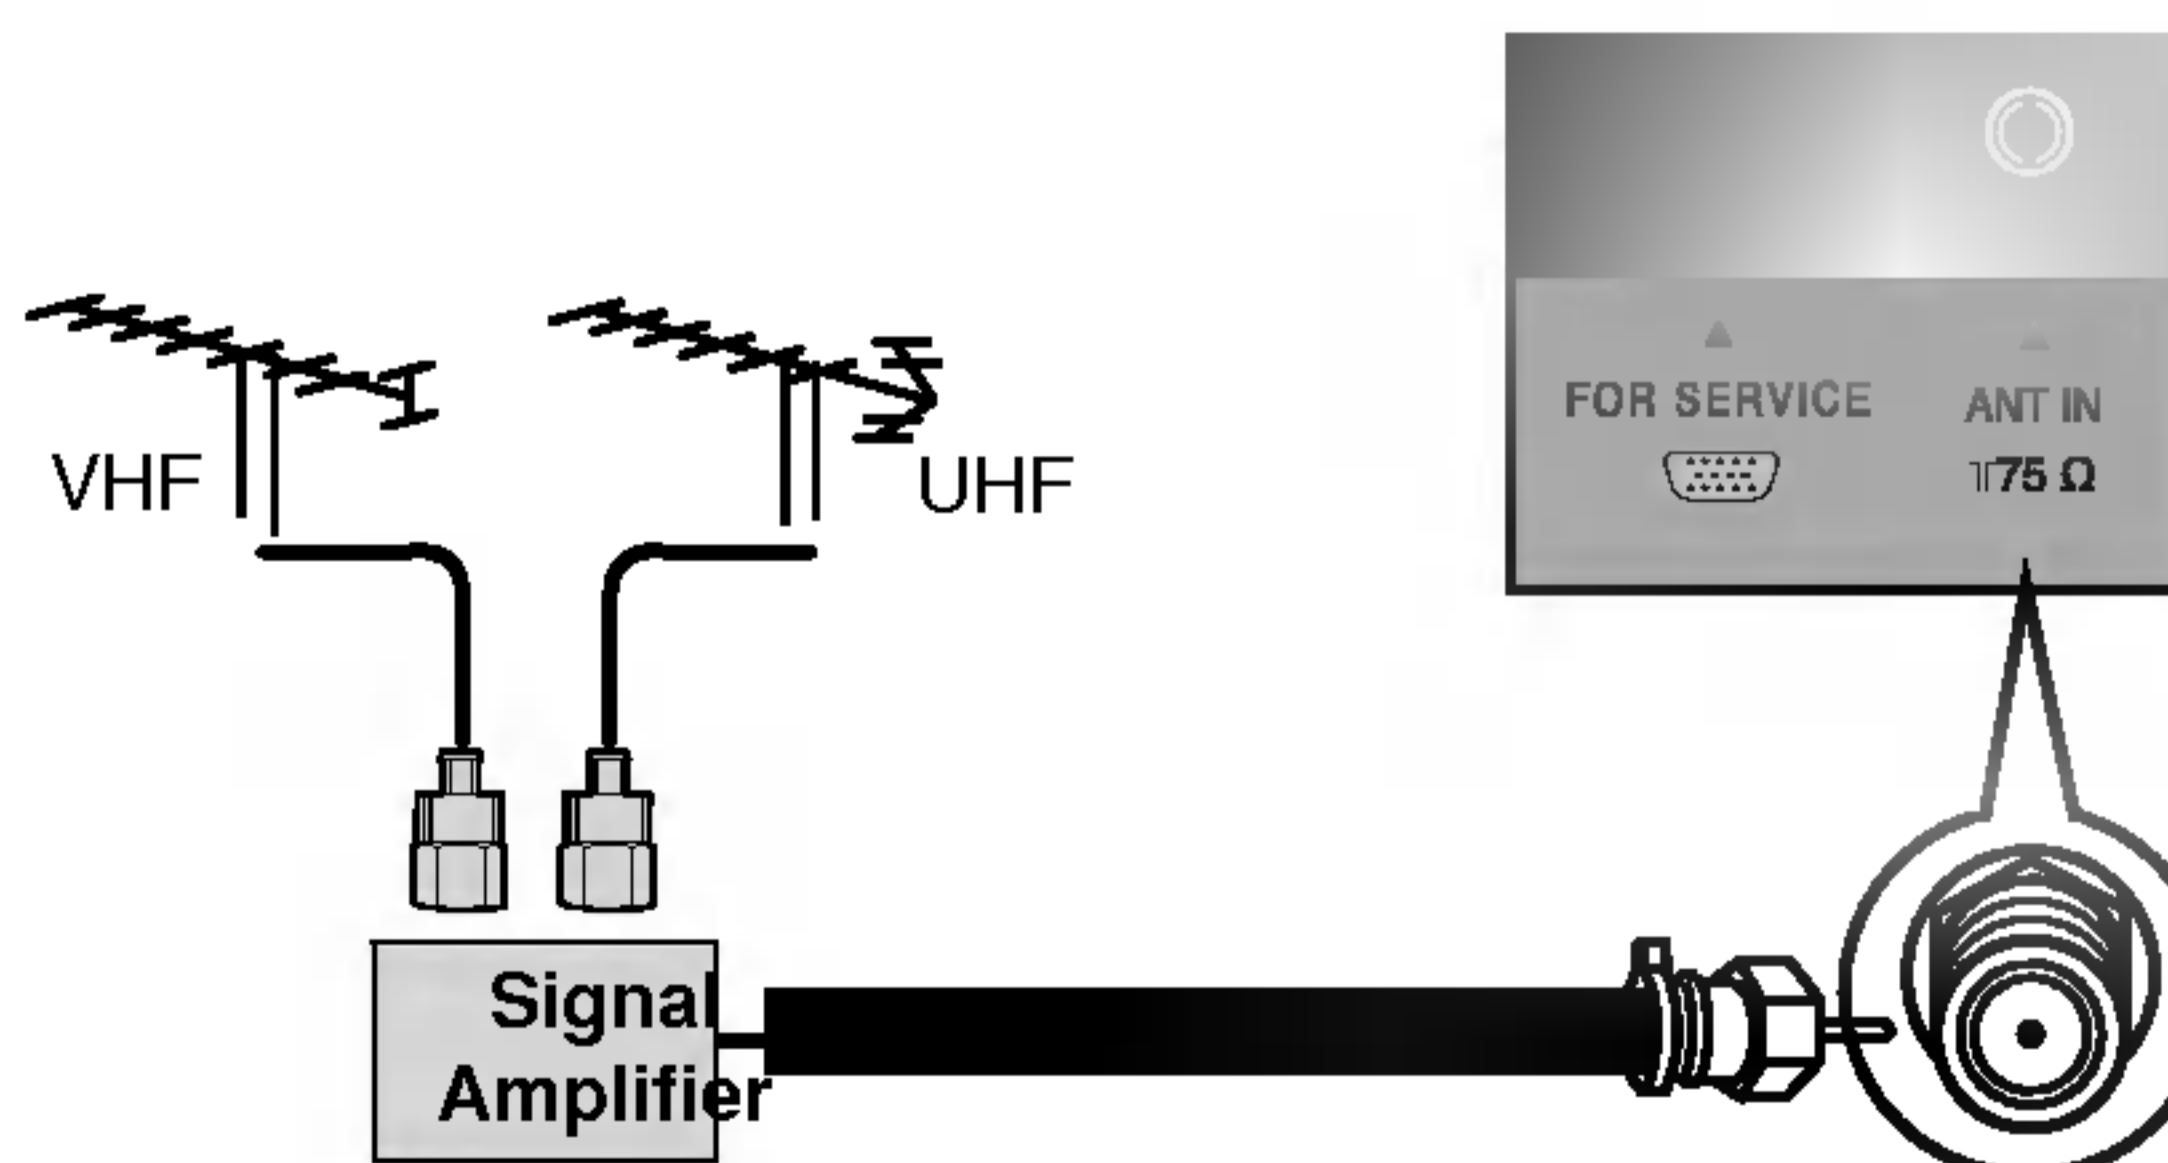 VHF
UHF
FOR SERVICE
ANT IN
75 Ω
Signal
Amplifier